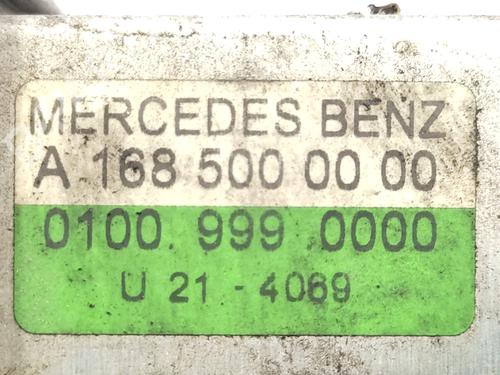 MERCEDES BENZ
A 168 500 00 00
0100 999 0000
U 21 - 4069